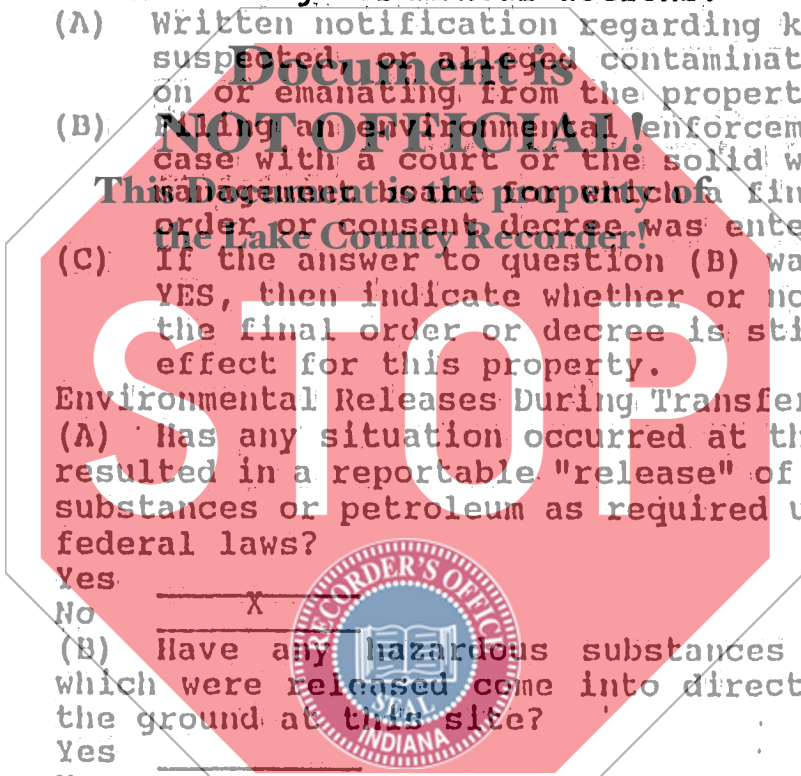 (A) Written notification regarding k
suspected, or alleged contaminat
on or emanating from the propert
(B) Filing an environmental enforcem
case with a court or the solid w
management board for which a fin
order or consent decree was ente
(C) If the answer to question (B) wa
YES, then indicate whether or no
the final order or decree is sti
effect for this property.
Environmental Releases During Transfer
(A) Has any situation occurred at th
resulted in a reportable "release" of
substances or petroleum as required u
federal laws?
Yes
No X
(B) Have any hazardous substances
which were released come into direct
the ground at this site?
Yes
Document is
NOT OFFICIAL!
This Document is the property of
the Lake County Recorder!
STOP
RECORDER'S OFFICE
SEAL
INDIANA